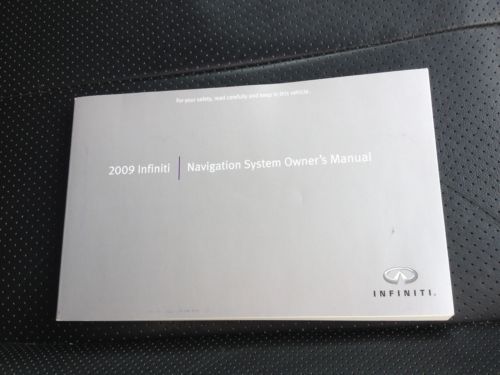 For your safety, read carefully and keep in this vehicle.
2009 Infiniti | Navigation System Owner's Manual
INFINITI.